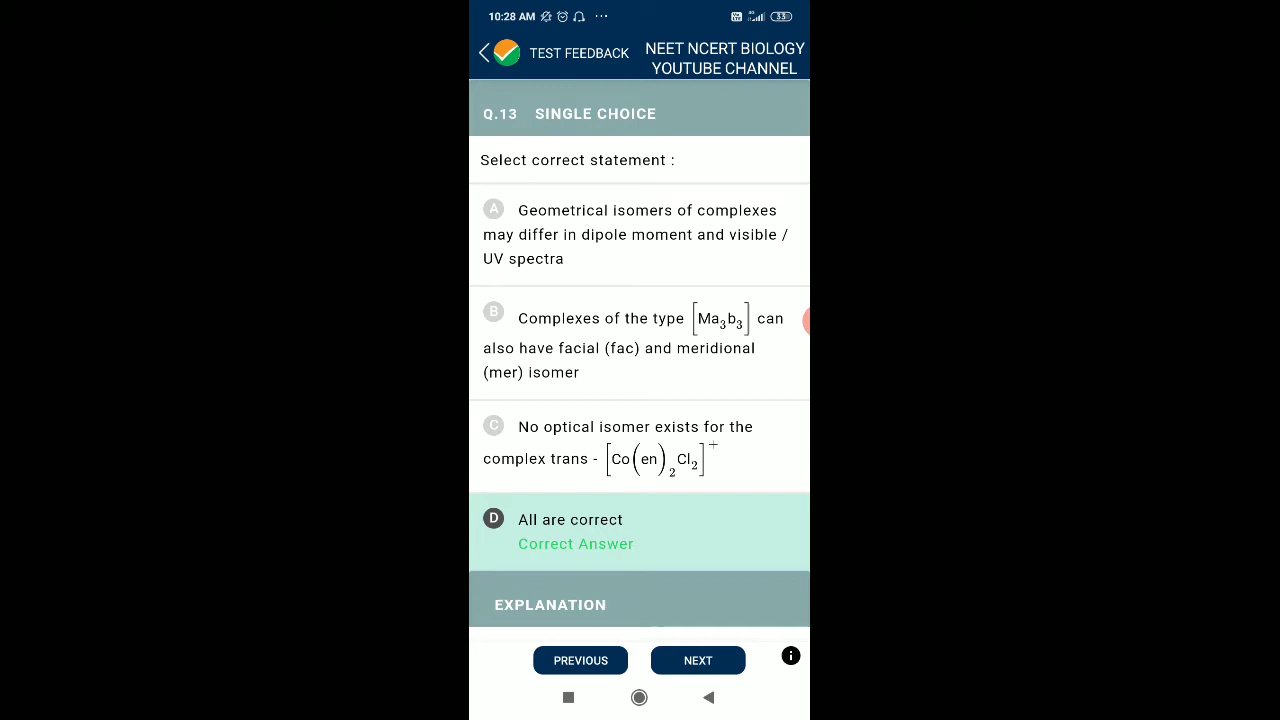 10:28 AM ...
4G 33
TEST FEEDBACK
NEET NCERT BIOLOGY
YOUTUBE CHANNEL
Q.13 SINGLE CHOICE
Select correct statement :
A Geometrical isomers of complexes
may differ in dipole moment and visible /
UV spectra
B Complexes of the type [Ma₃b₃] can
also have facial (fac) and meridional
(mer) isomer
C No optical isomer exists for the
complex trans - [Co(en)₂Cl₂]⁺
D All are correct
Correct Answer
EXPLANATION
PREVIOUS
NEXT